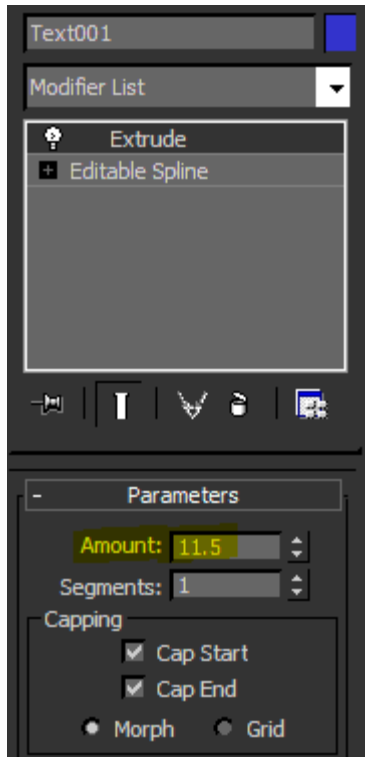 Text001
Modifier List
Extrude
Editable Spline
- Parameters
Amount: 11.5
Segments: 1
Capping
Cap Start
Cap End
Morph Grid